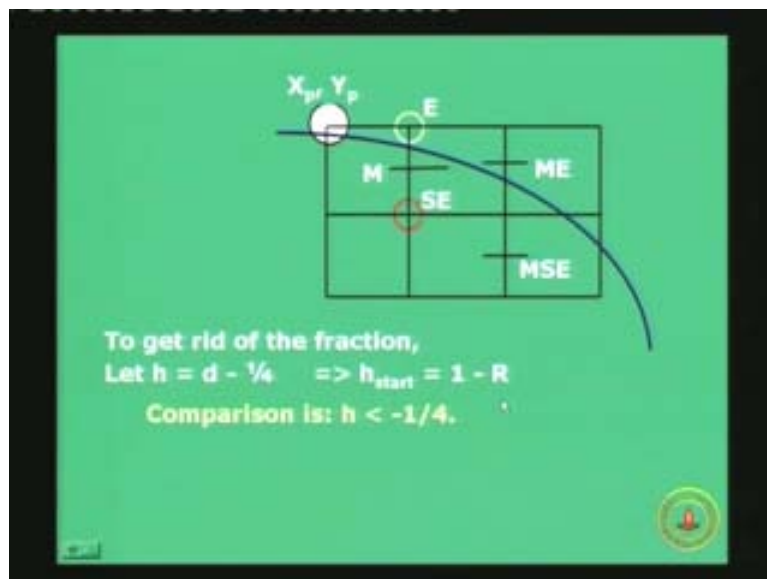 Xp, Yp
E
M
ME
SE
MSE
To get rid of the fraction,
Let h = d - ¼ => hstart = 1 - R
Comparison is: h < -1/4.